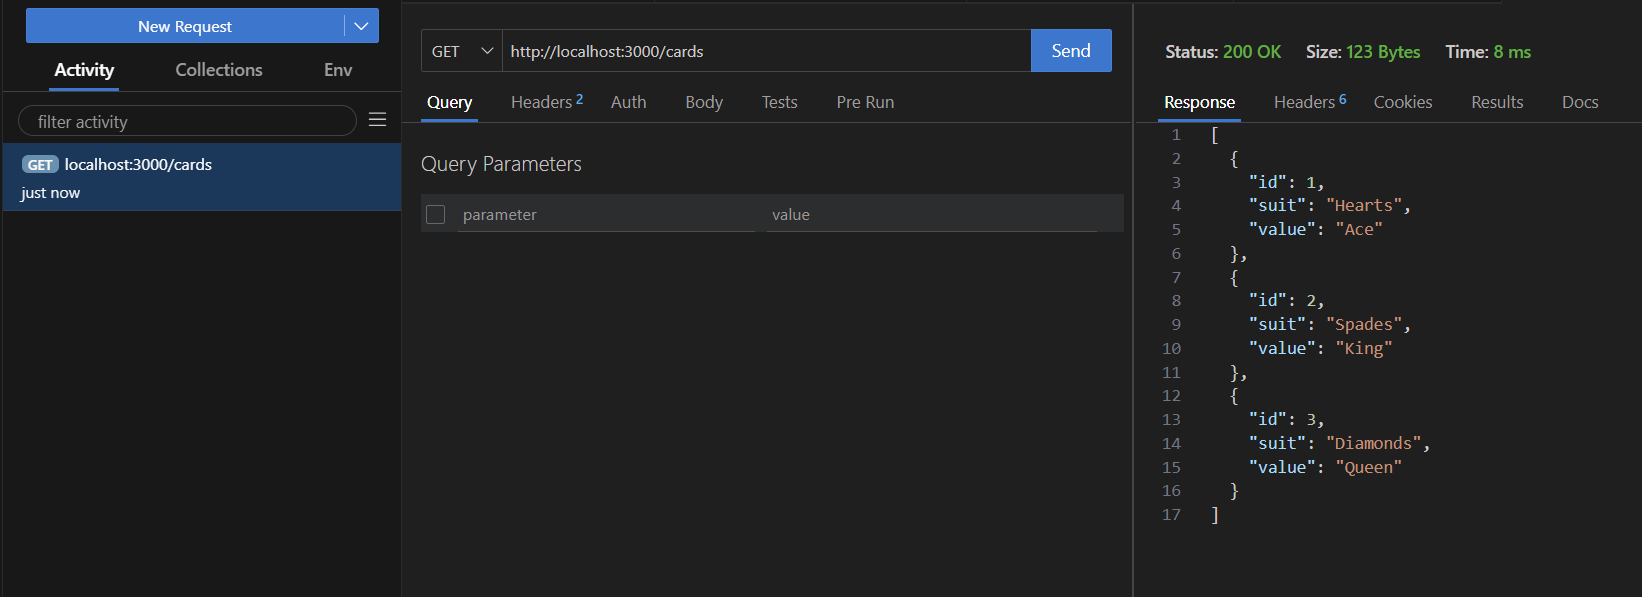 New Request
Activity Collections Env
filter activity
GET localhost:3000/cards
just now
GET http://localhost:3000/cards Send
Query Headers 2 Auth Body Tests Pre Run
Query Parameters
parameter value
Status: 200 OK Size: 123 Bytes Time: 8 ms
Response Headers 6 Cookies Results Docs
1 [
2 {
3 "id": 1,
4 "suit": "Hearts",
5 "value": "Ace"
6 },
7 {
8 "id": 2,
9 "suit": "Spades",
10 "value": "King"
11 },
12 {
13 "id": 3,
14 "suit": "Diamonds",
15 "value": "Queen"
16 }
17 ]